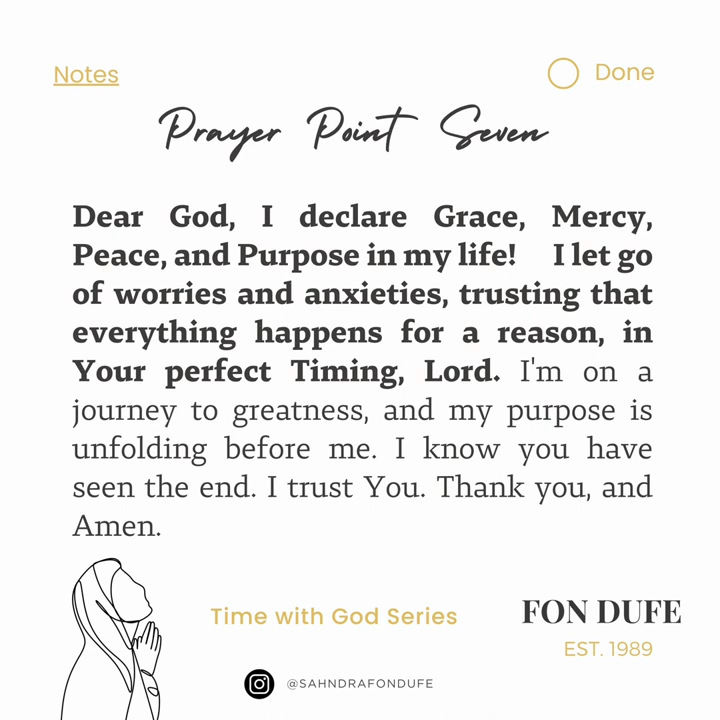 Notes
Done
Prayer Point Seven
Dear God, I declare Grace, Mercy,
Peace, and Purpose in my life! I let go
of worries and anxieties, trusting that
everything happens for a reason, in
Your perfect Timing, Lord. I'm on a
journey to greatness, and my purpose is
unfolding before me. I know you have
seen the end. I trust You. Thank you, and
Amen.
Time with God Series
FON DUFE
EST. 1989
@SAHNDRAFONDUFE